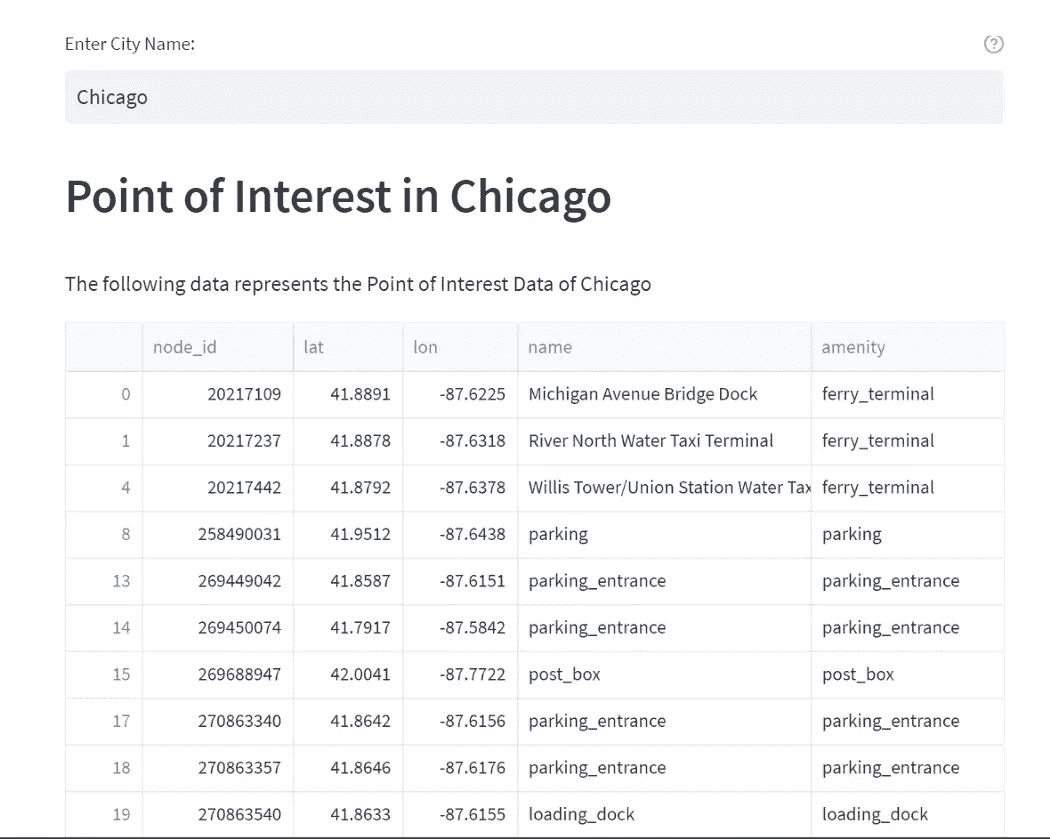 Enter City Name:
Chicago
Point of Interest in Chicago
The following data represents the Point of Interest Data of Chicago
node_id lat lon name amenity
0 20217109 41.8891 -87.6225 Michigan Avenue Bridge Dock ferry_terminal
1 20217237 41.8878 -87.6318 River North Water Taxi Terminal ferry_terminal
4 20217442 41.8792 -87.6378 Willis Tower/Union Station Water Tax ferry_terminal
8 258490031 41.9512 -87.6438 parking parking
13 269449042 41.8587 -87.6151 parking_entrance parking_entrance
14 269450074 41.7917 -87.5842 parking_entrance parking_entrance
15 269688947 42.0041 -87.7722 post_box post_box
17 270863340 41.8642 -87.6156 parking_entrance parking_entrance
18 270863357 41.8646 -87.6176 parking_entrance parking_entrance
19 270863540 41.8633 -87.6155 loading_dock loading_dock